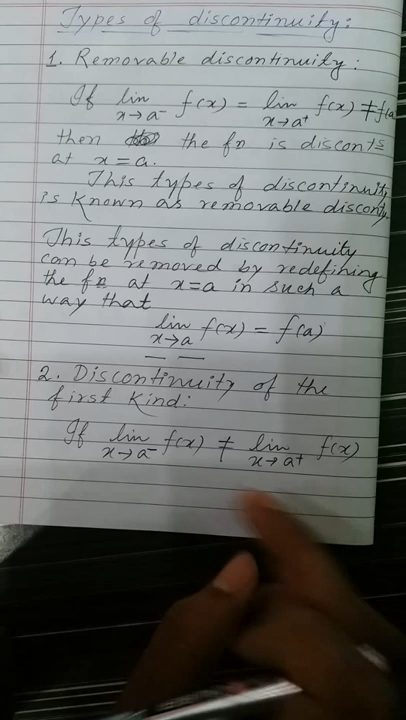 Types of discontinuity:
1. Removable discontinuity:
If lim x→a⁻ f(x) = lim x→a⁺ f(x) ≠ f(a
then the fn is disconts
at x=a.
This types of discontinuity
is known as removable disconty.
This types of discontinuity
can be removed by redefining
the fn at x=a in such a
way that
lim x→a f(x) = f(a)
2. Discontinuity of the
first kind:
If lim x→a⁻ f(x) ≠ lim x→a⁺ f(x)